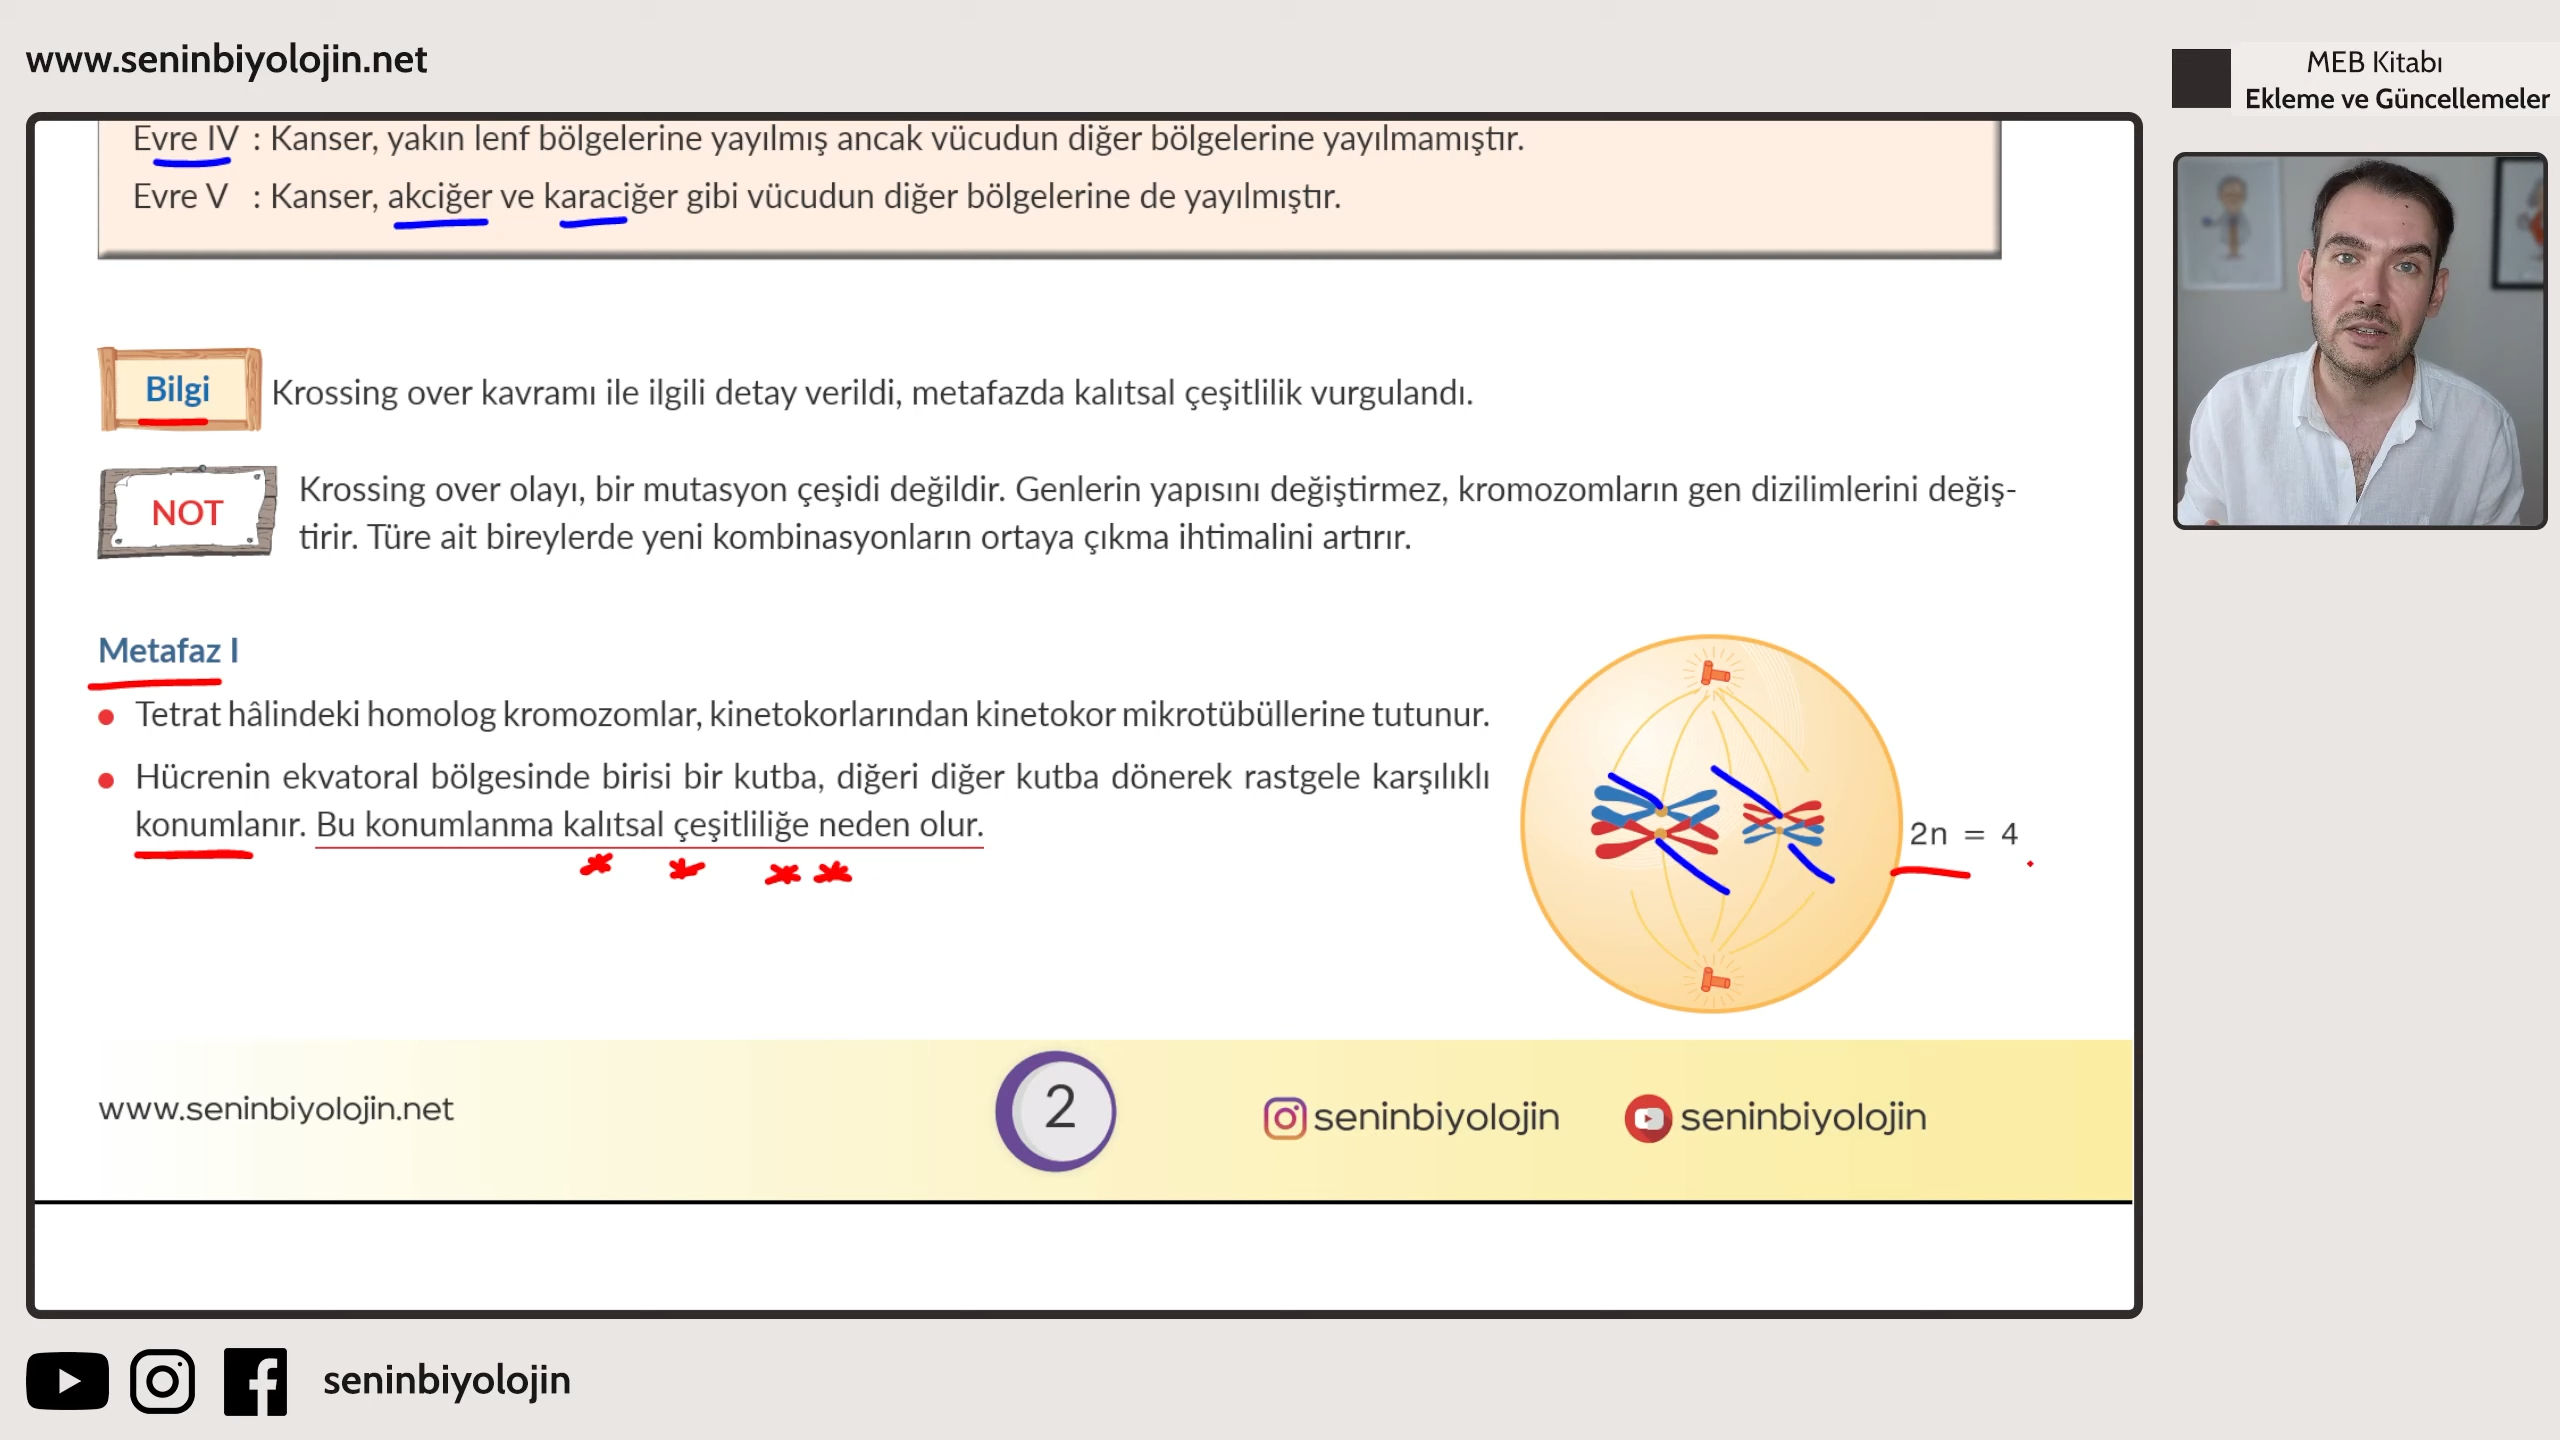 www.seninbiyolojin.net
MEB Kitabı
Ekleme ve Güncellemeler
Evre IV : Kanser, yakın lenf bölgelerine yayılmış ancak vücudun diğer bölgelerine yayılmamıştır.
Evre V : Kanser, akciğer ve karaciğer gibi vücudun diğer bölgelerine de yayılmıştır.
Bilgi
Krossing over kavramı ile ilgili detay verildi, metafazda kalıtsal çeşitlilik vurgulandı.
NOT
Krossing over olayı, bir mutasyon çeşidi değildir. Genlerin yapısını değiştirmez, kromozomların gen dizilimlerini değiş-
tirir. Türe ait bireylerde yeni kombinasyonların ortaya çıkma ihtimalini artırır.
Metafaz I
• Tetrat hâlindeki homolog kromozomlar, kinetokorlarından kinetokor mikrotübüllerine tutunur.
• Hücrenin ekvatoral bölgesinde birisi bir kutba, diğeri diğer kutba dönerek rastgele karşılıklı
konumlanır. Bu konumlanma kalıtsal çeşitliliğe neden olur.
2n = 4
www.seninbiyolojin.net
2
seninbiyolojin
seninbiyolojin
seninbiyolojin